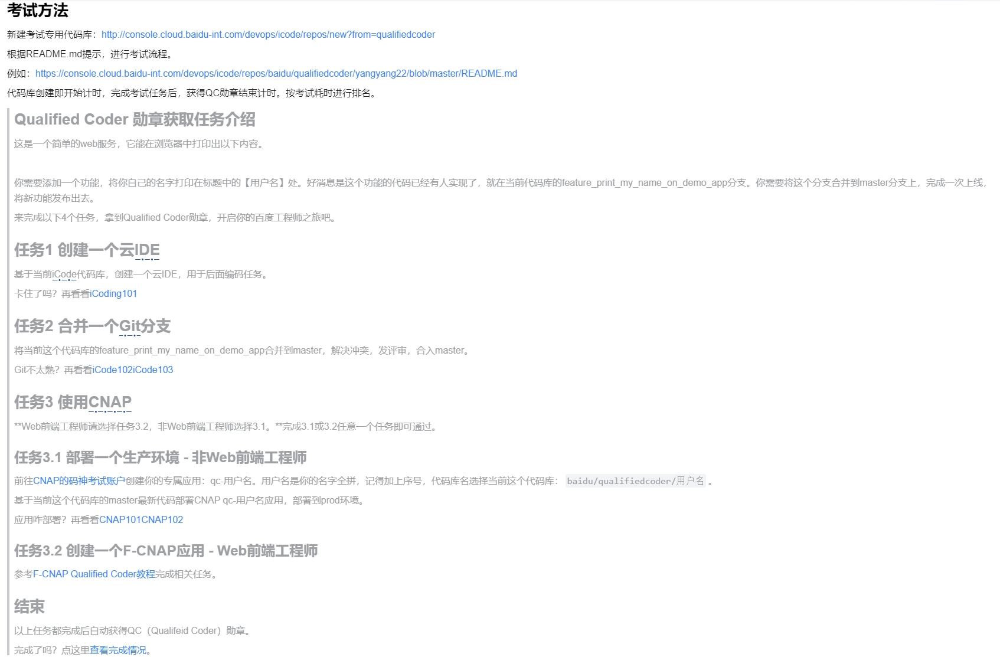 考试方法
新建考试专用代码库：http://console.cloud.baidu-int.com/devops/icode/repos/new?from=qualifiedcoder
根据README.md提示，进行考试流程。
例如：https://console.cloud.baidu-int.com/devops/icode/repos/baidu/qualifiedcoder/yangyang22/blob/master/README.md
代码库创建即开始计时，完成考试任务后，获得QC勋章结束计时。按考试耗时进行排名。
Qualified Coder 勋章获取任务介绍
这是一个简单的web服务，它能在浏览器中打印出以下内容。
你需要添加一个功能，将你自己的名字打印在标题中的【用户名】处。好消息是这个功能的代码已经有人实现了，就在当前代码库的feature_print_my_name_on_demo_app分支。你需要将这个分支合并到master分支上，完成一次上线，
将新功能发布出去。
来完成以下4个任务，拿到Qualified Coder勋章，开启你的百度工程师之旅吧。
任务1 创建一个云IDE
基于当前iCode代码库，创建一个云IDE，用于后面编码任务。
卡住了吗？再看看iCoding101
任务2 合并一个Git分支
将当前这个代码库的feature_print_my_name_on_demo_app合并到master，解决冲突，发评审，合入master。
Git不太熟？再看看iCode102iCode103
任务3 使用CNAP
**Web前端工程师请选择任务3.2，非Web前端工程师选择3.1。**完成3.1或3.2任意一个任务即可通过。
任务3.1 部署一个生产环境 - 非Web前端工程师
前往CNAP的码神考试账户创建你的专属应用：qc-用户名。用户名是你的名字全拼，记得加上序号，代码库名选择当前这个代码库： baidu/qualifiedcoder/用户名 。
基于当前这个代码库的master最新代码部署CNAP qc-用户名应用，部署到prod环境。
应用咋部署？再看看CNAP101CNAP102
任务3.2 创建一个F-CNAP应用 - Web前端工程师
参考F-CNAP Qualified Coder教程完成相关任务。
结束
以上任务都完成后自动获得QC（Qualifeid Coder）勋章。
完成了吗？点这里查看完成情况。